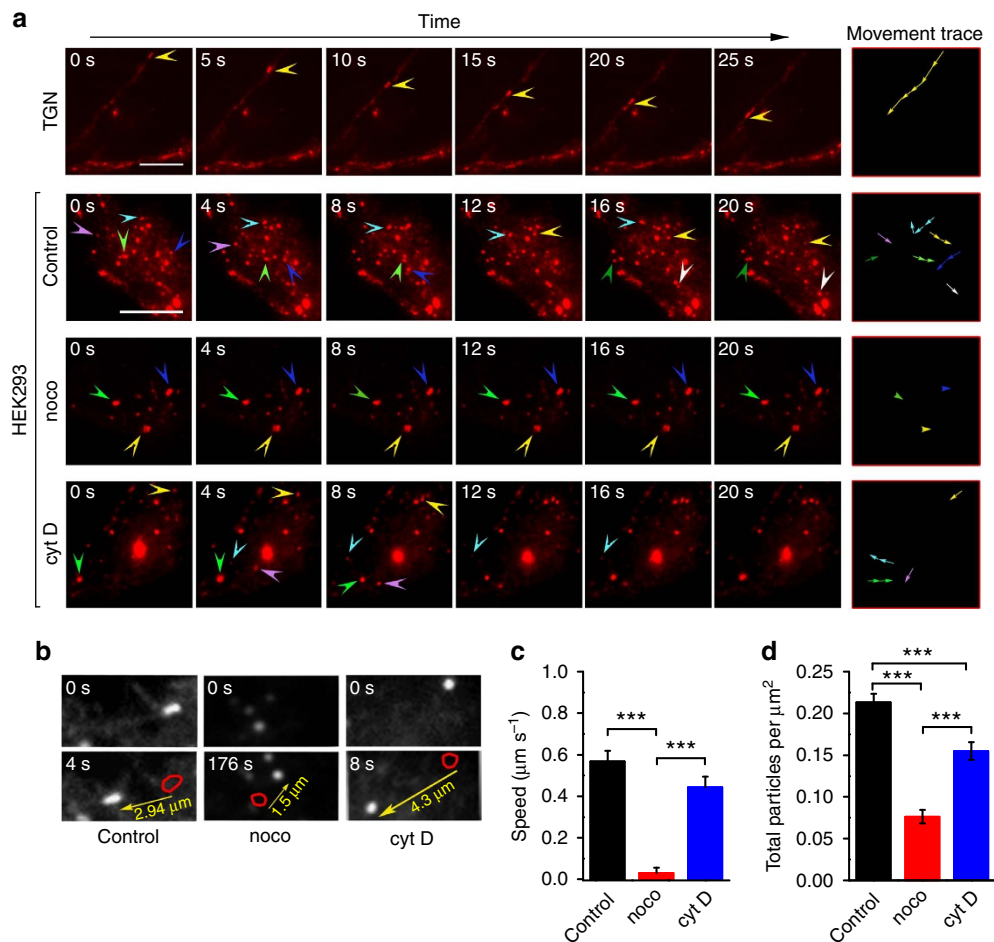 a
Time
Movement trace
TGN
0 s 5 s 10 s 15 s 20 s 25 s
HEK293
Control
0 s 4 s 8 s 12 s 16 s 20 s
noco
0 s 4 s 8 s 12 s 16 s 20 s
cyt D
0 s 4 s 8 s 12 s 16 s 20 s
b
0 s 0 s 0 s
4 s 176 s 8 s
2.94 μm 1.5 μm 4.3 μm
Control noco cyt D
c
Speed (μm s⁻¹)
1.0
0.8
0.6
0.4
0.2
0.0
***
***
Control noco cyt D
d
Total particles per μm²
0.25
0.20
0.15
0.10
0.05
0.00
***
***
***
Control noco cyt D